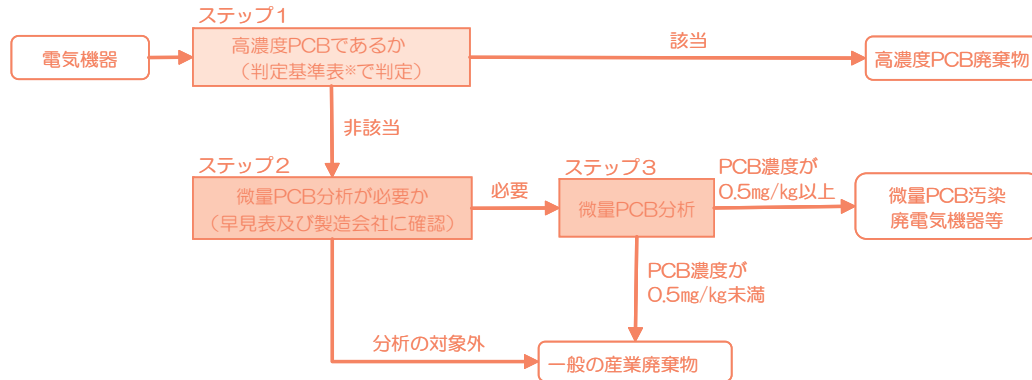 ステップ1
電気機器
高濃度PCBであるか
（判定基準表※で判定）
該当
高濃度PCB廃棄物
非該当
ステップ2
微量PCB分析が必要か
（早見表及び製造会社に確認）
必要
ステップ3
微量PCB分析
PCB濃度が
0.5㎎/㎏以上
微量PCB汚染
廃電気機器等
PCB濃度が
0.5㎎/㎏未満
分析の対象外
一般の産業廃棄物